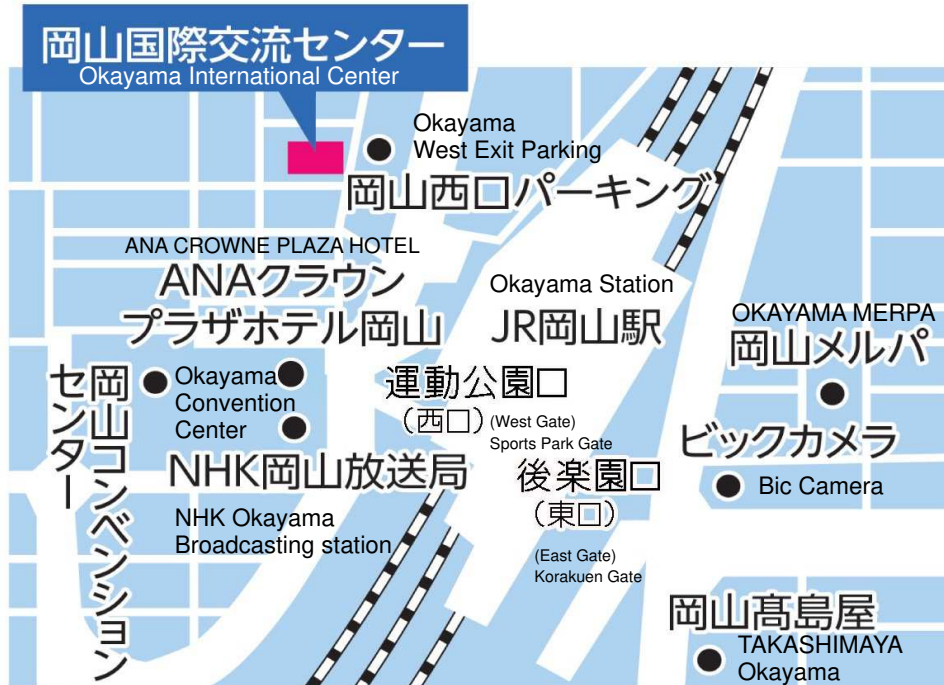 岡山国際交流センター
Okayama International Center
Okayama
West Exit Parking
岡山西口パーキング
ANA CROWNE PLAZA HOTEL
ANAクラウン
プラザホテル岡山
Okayama Station
JR岡山駅
OKAYAMA MERPA
岡山メルパ
岡山コンベンション
センター
Okayama
Convention
Center
運動公園口
(西口)
(West Gate)
Sports Park Gate
ビックカメラ
Bic Camera
NHK岡山放送局
NHK Okayama
Broadcasting station
後楽園口
(東口)
(East Gate)
Korakuen Gate
岡山髙島屋
TAKASHIMAYA
Okayama